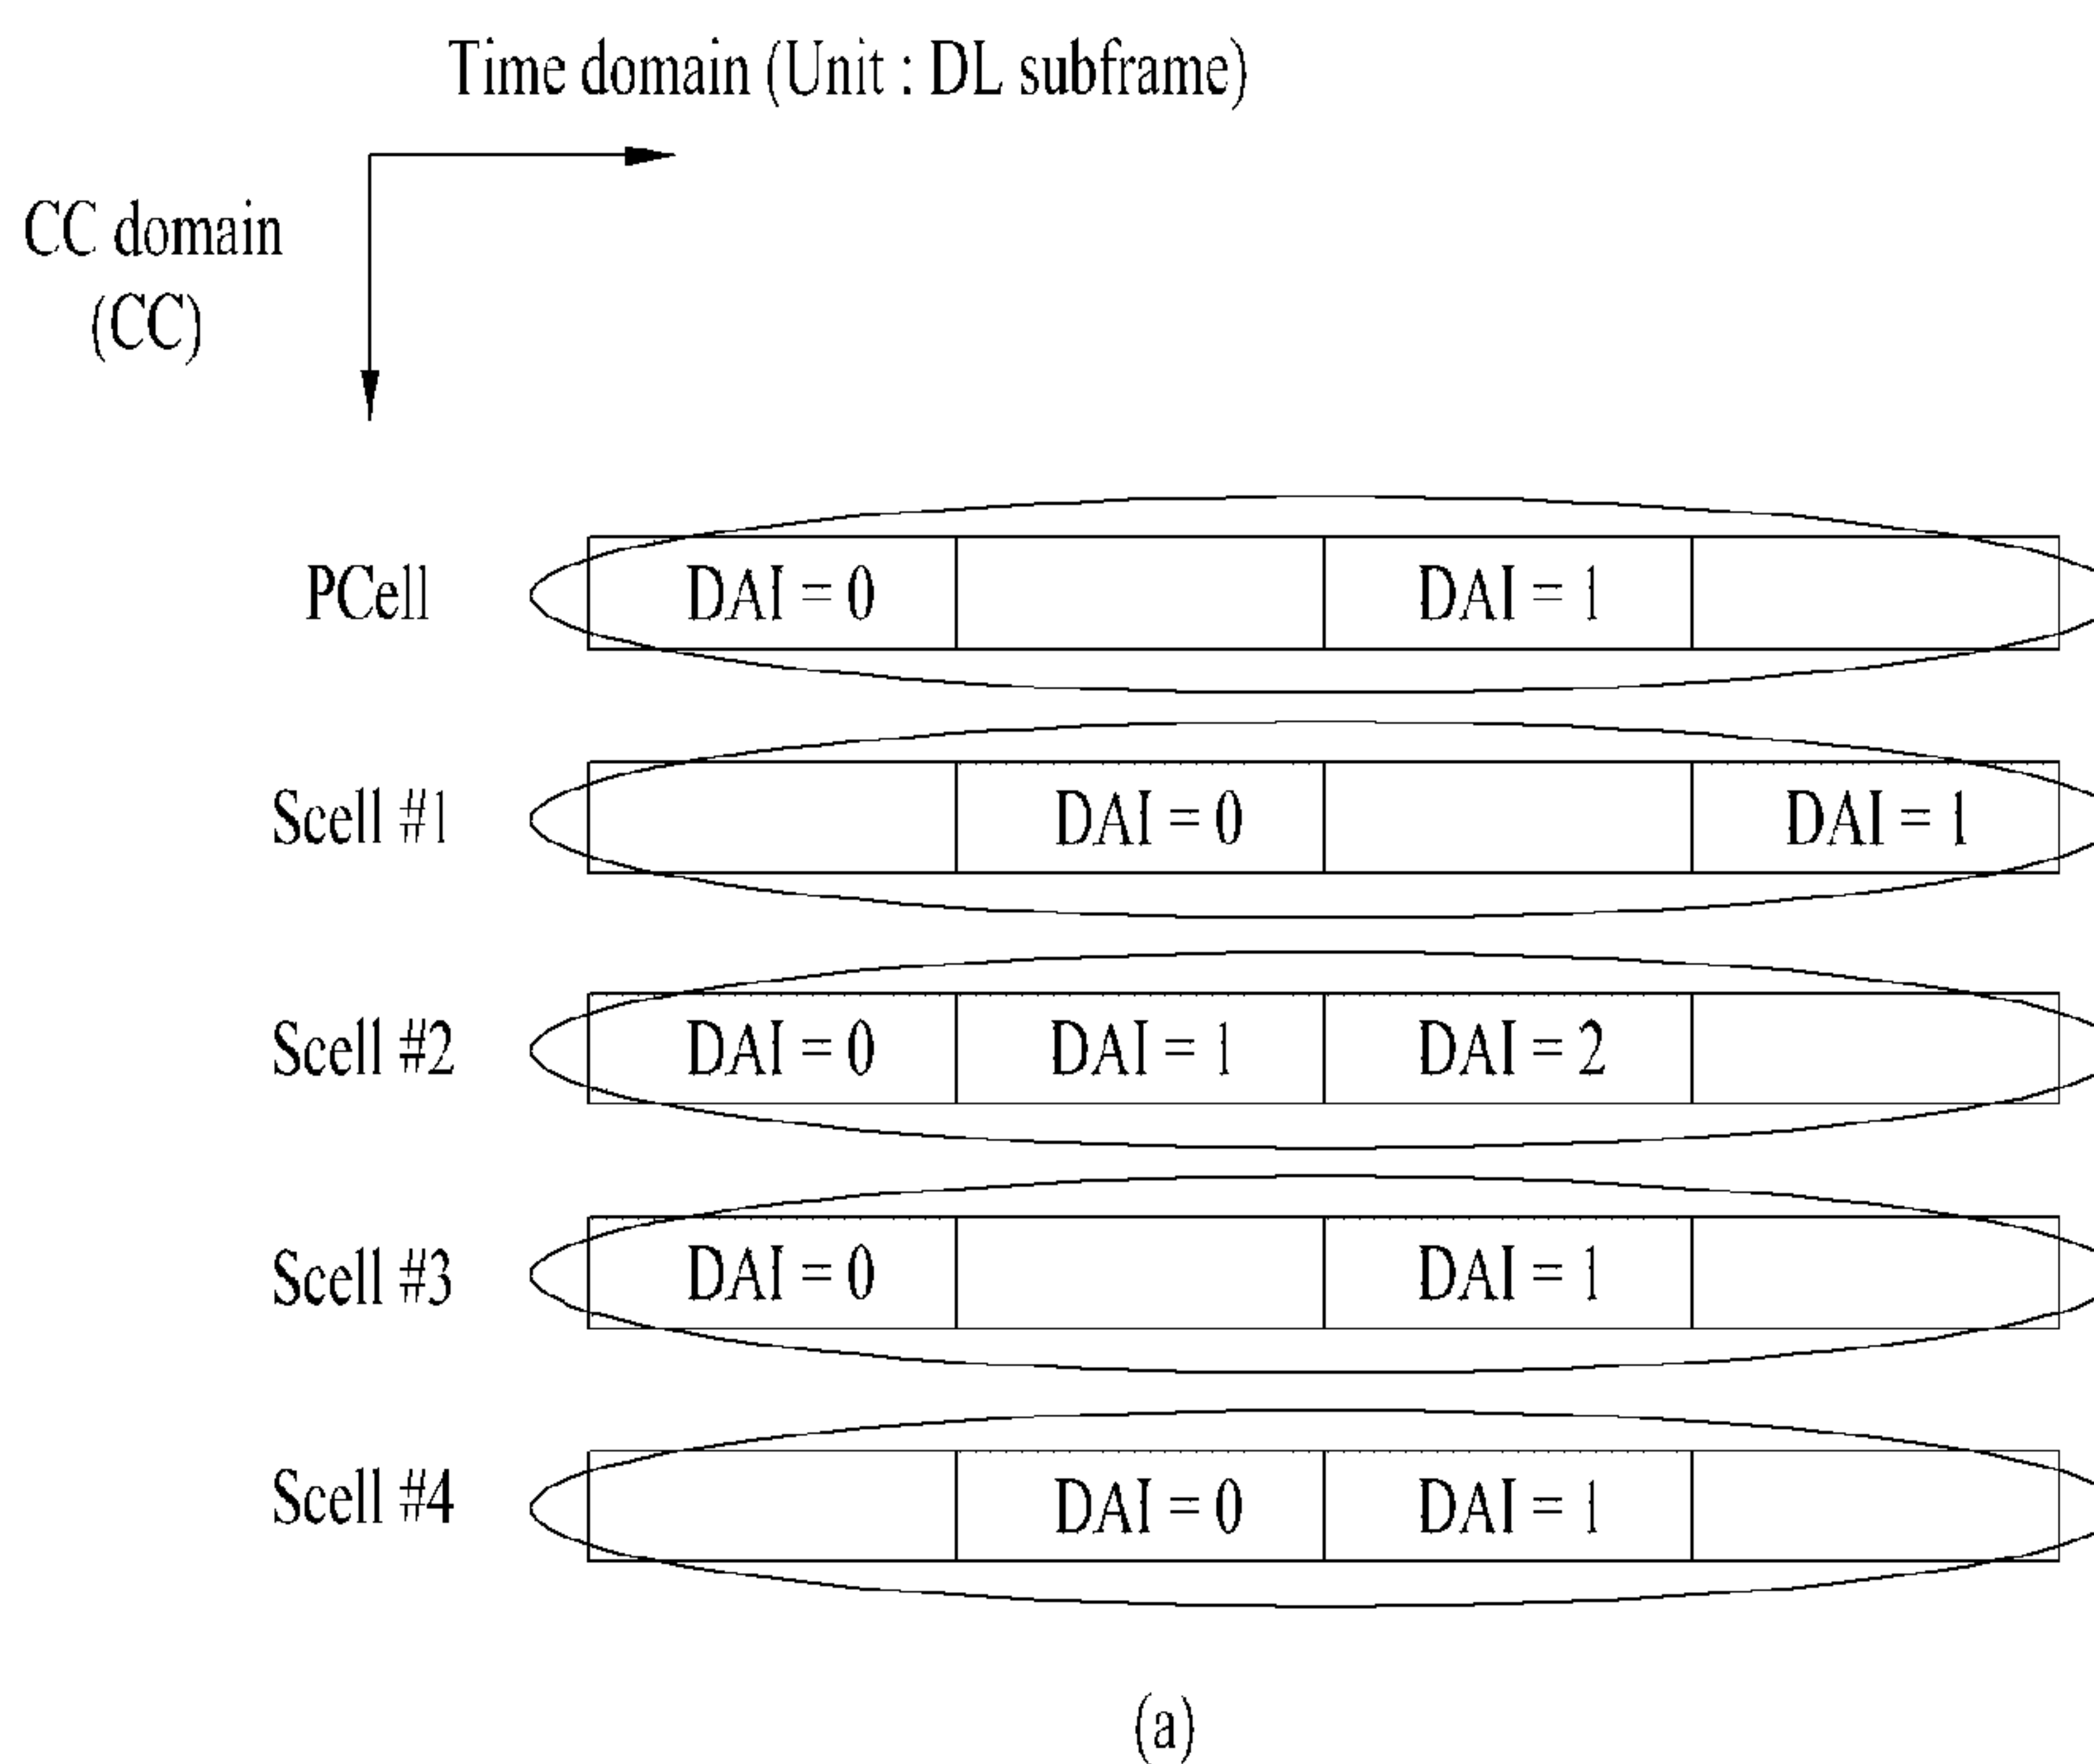 Time domain (Unit : DL subframe)
CC domain
(CC)
PCell DAI = 0 DAI = 1
Scell #1 DAI = 0 DAI = 1
Scell #2 DAI = 0 DAI = 1 DAI = 2
Scell #3 DAI = 0 DAI = 1
Scell #4 DAI = 0 DAI = 1
(a)